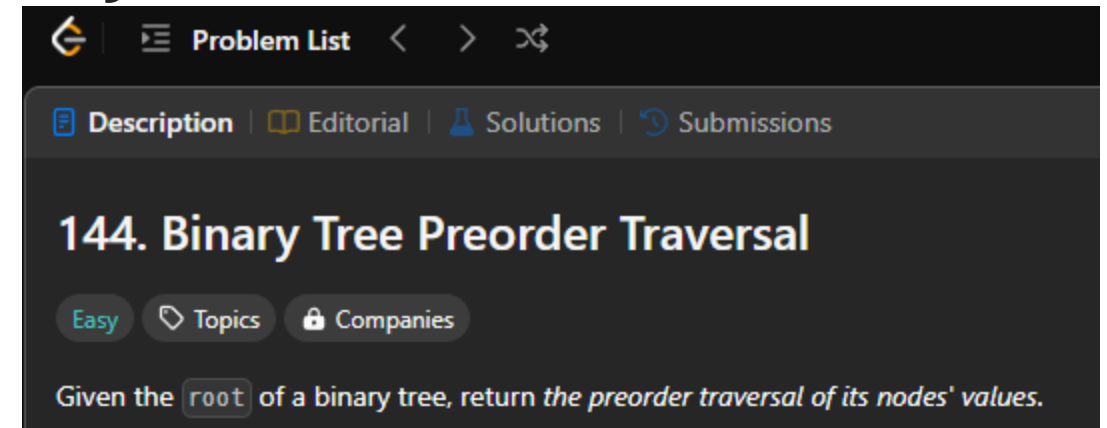 Problem List
Description Editorial Solutions Submissions
144. Binary Tree Preorder Traversal
Easy Topics Companies
Given the root of a binary tree, return the preorder traversal of its nodes' values.